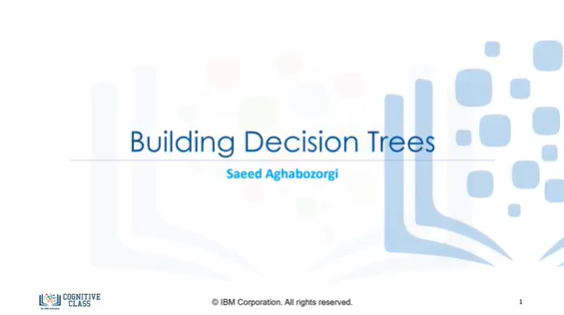 Building Decision Trees
Saeed Aghabozorgi
COGNITIVE
CLASS
© IBM Corporation. All rights reserved.
1